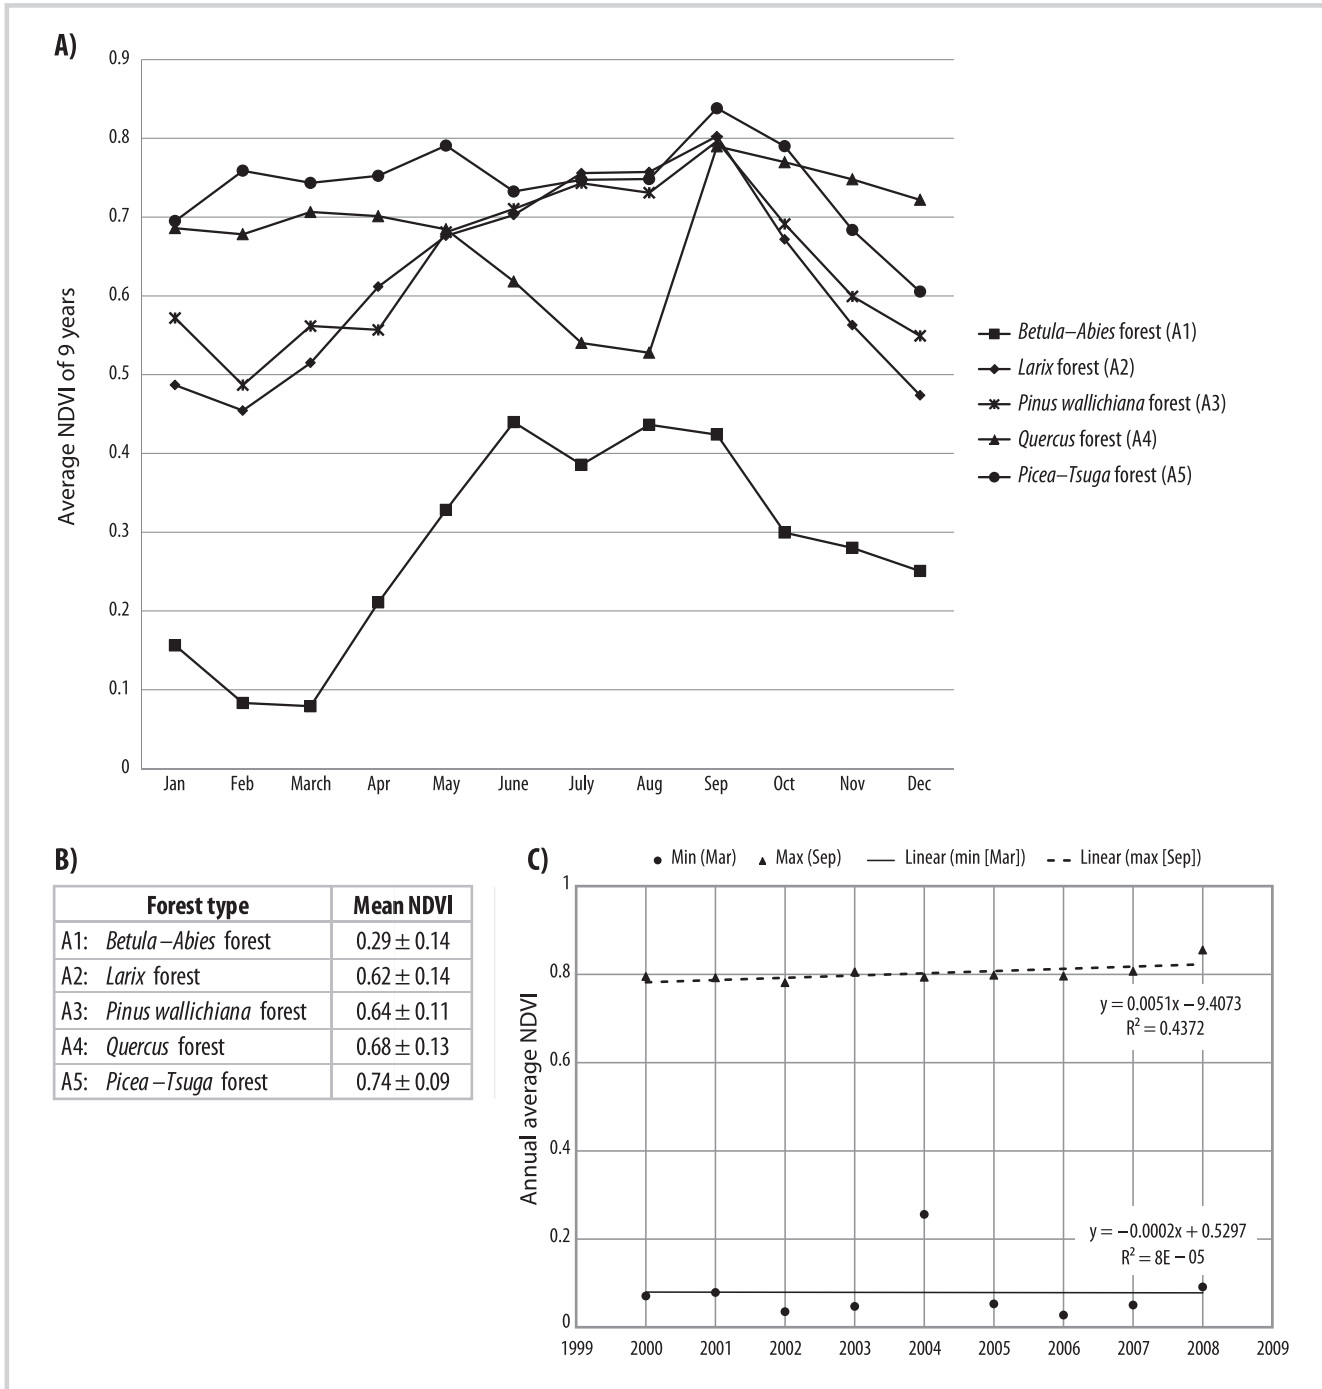 A)
0.9
0.8
0.7
0.6
0.5
0.4
0.3
0.2
0.1
0
Average NDVI of 9 years
Jan Feb March Apr May June July Aug Sep Oct Nov Dec
Betula–Abies forest (A1)
Larix forest (A2)
Pinus wallichiana forest (A3)
Quercus forest (A4)
Picea–Tsuga forest (A5)
B)
Forest type Mean NDVI
A1: Betula–Abies forest 0.29 ± 0.14
A2: Larix forest 0.62 ± 0.14
A3: Pinus wallichiana forest 0.64 ± 0.11
A4: Quercus forest 0.68 ± 0.13
A5: Picea–Tsuga forest 0.74 ± 0.09
C)
Min (Mar) Max (Sep) Linear (min [Mar]) Linear (max [Sep])
1
0.8
0.6
0.4
0.2
0
Annual average NDVI
y = 0.0051x − 9.4073
R² = 0.4372
y = −0.0002x + 0.5297
R² = 8E − 05
1999 2000 2001 2002 2003 2004 2005 2006 2007 2008 2009